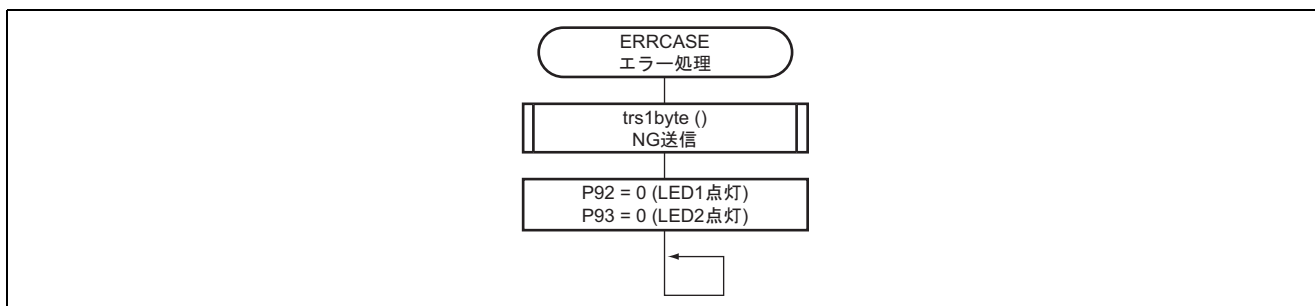 ERRCASE
エラー処理
trs1byte ()
NG送信
P92 = 0 (LED1点灯)
P93 = 0 (LED2点灯)